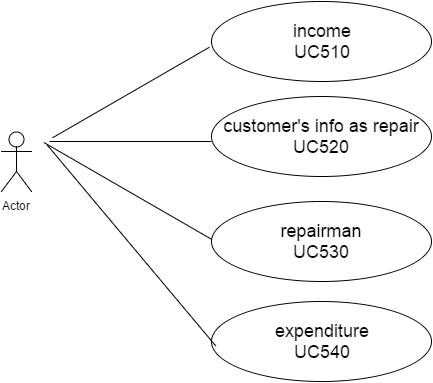 income
UC510
customer's info as repair
UC520
Actor
repairman
UC530
expenditure
UC540